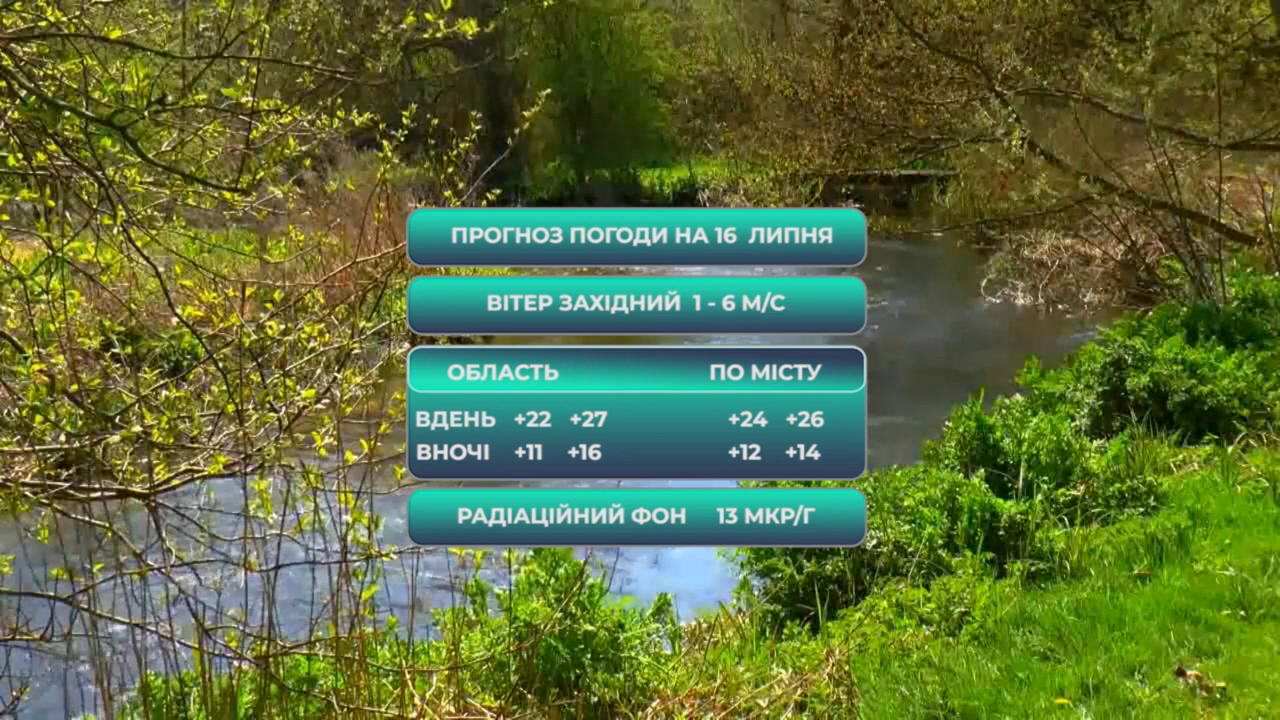 ПРОГНОЗ ПОГОДИ НА 16 ЛИПНЯ
ВІТЕР ЗАХІДНИЙ 1 - 6 М/С
ОБЛАСТЬ ПО МІСТУ
ВДЕНЬ +22 +27 +24 +26
ВНОЧІ +11 +16 +12 +14
РАДІАЦІЙНИЙ ФОН 13 МКР/Г